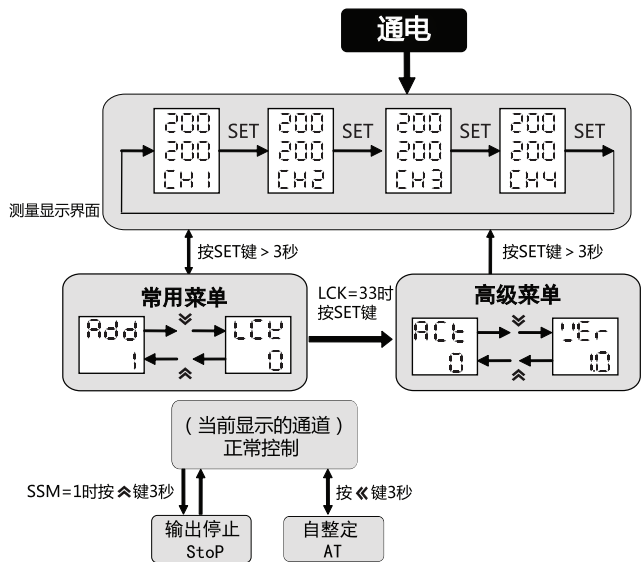 通电
200 200 200 200
SET SET SET SET
200 200 200 200
CH1 CH2 CH3 CH4
测量显示界面
按SET键＞3秒
按SET键＞3秒
常用菜单
Add LCK
1 0
LCK=33时
按SET键
高级菜单
ACt VEr
0 1.0
（当前显示的通道）
正常控制
SSM=1时按键3秒
按键3秒
输出停止
StoP
自整定
AT